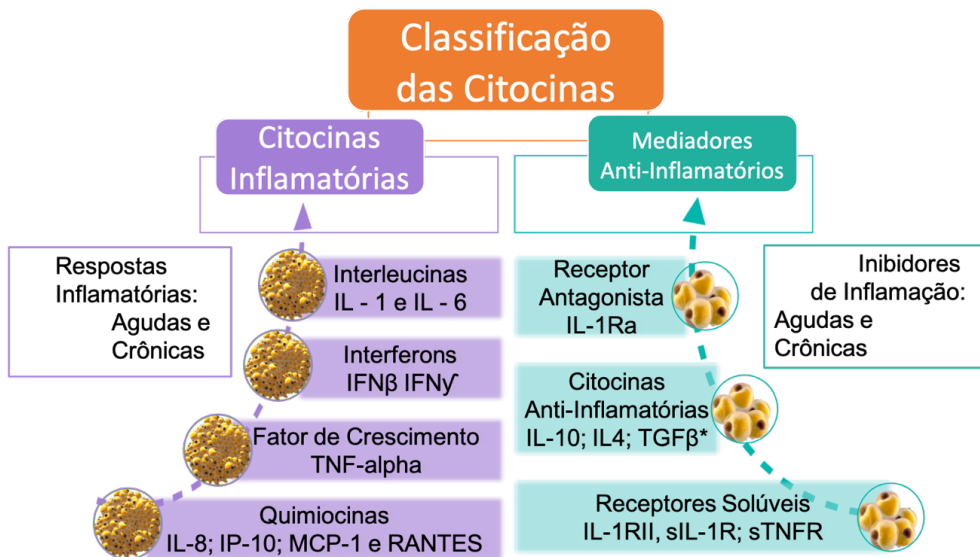 Classificação
das Citocinas
Citocinas
Inflamatórias
Mediadores
Anti-Inflamatórios
Respostas
Inflamatórias:
Agudas e
Crônicas
Interleucinas
IL - 1 e IL - 6
Interferons
IFNβ IFNyƒ
Fator de Crescimento
TNF-alpha
Quimiocinas
IL-8; IP-10; MCP-1 e RANTES
Receptor
Antagonista
IL-1Ra
Citocinas
Anti-Inflamatórias
IL-10; IL4; TGFβ*
Receptores Solúveis
IL-1RII, sIL-1R; sTNFR
Inibidores
de Inflamação:
Agudas e
Crônicas